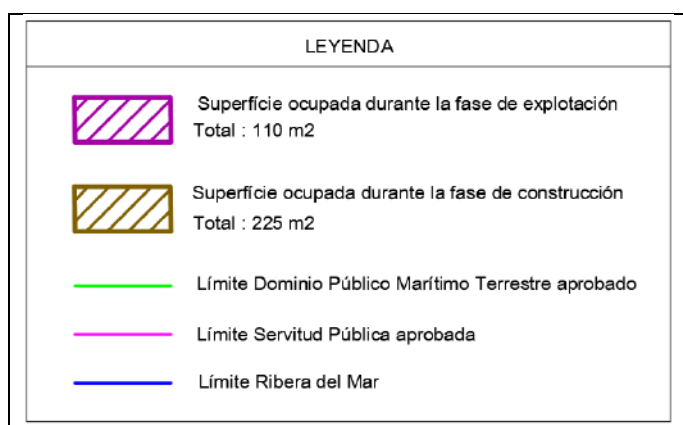 LEYENDA
Superfície ocupada durante la fase de explotación
Total : 110 m2
Superfície ocupada durante la fase de construcción
Total : 225 m2
Límite Dominio Público Marítimo Terrestre aprobado
Límite Servitud Pública aprobada
Límite Ribera del Mar